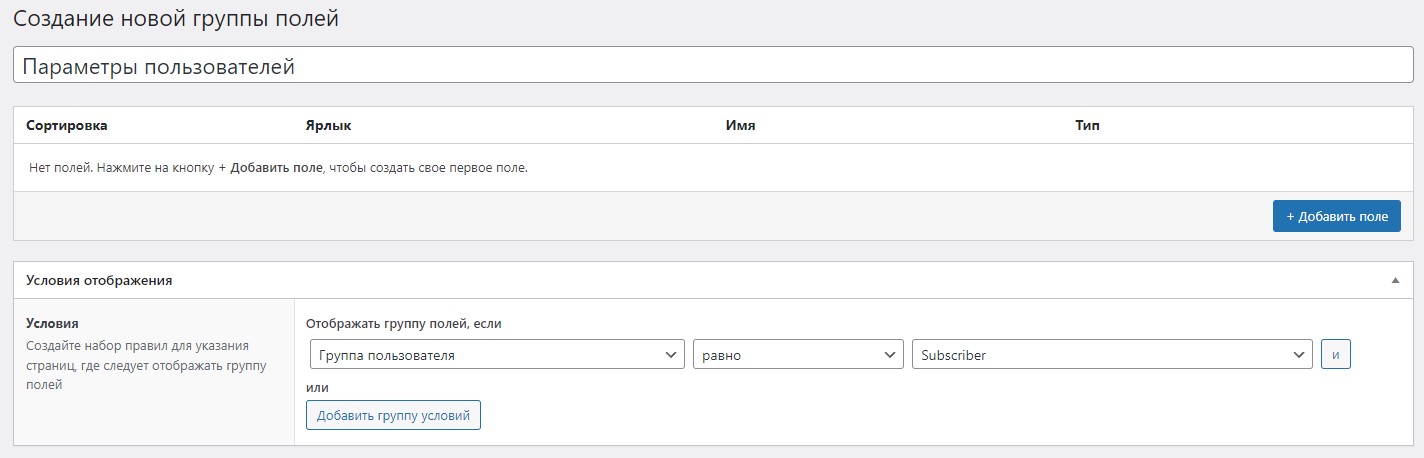 Создание новой группы полей
Параметры пользователей
Сортировка Ярлык Имя Тип
Нет полей. Нажмите на кнопку + Добавить поле, чтобы создать свое первое поле.
+ Добавить поле
Условия отображения
Условия
Создайте набор правил для указания
страниц, где следует отображать группу
полей
Отображать группу полей, если
Группа пользователя равно Subscriber и
или
Добавить группу условий